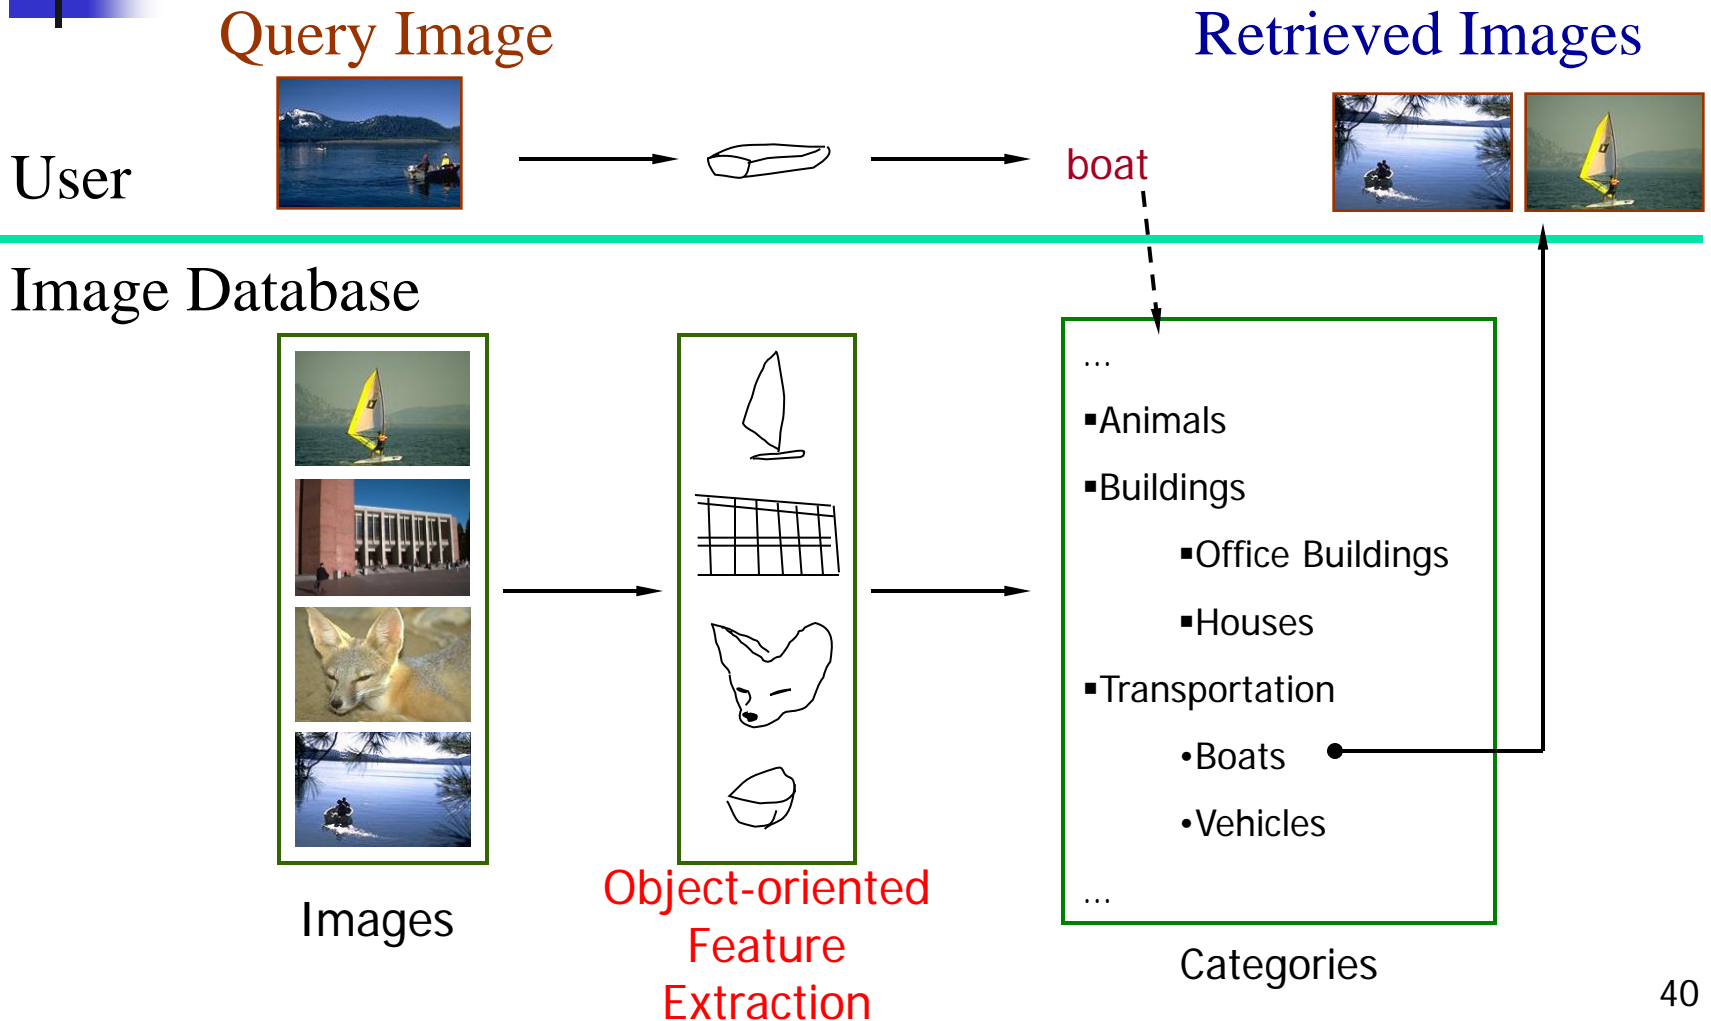 Query Image
Retrieved Images
User
boat
Image Database
...
▪Animals
▪Buildings
▪Office Buildings
▪Houses
▪Transportation
•Boats
•Vehicles
...
Images
Object-oriented
Feature
Extraction
Categories
40